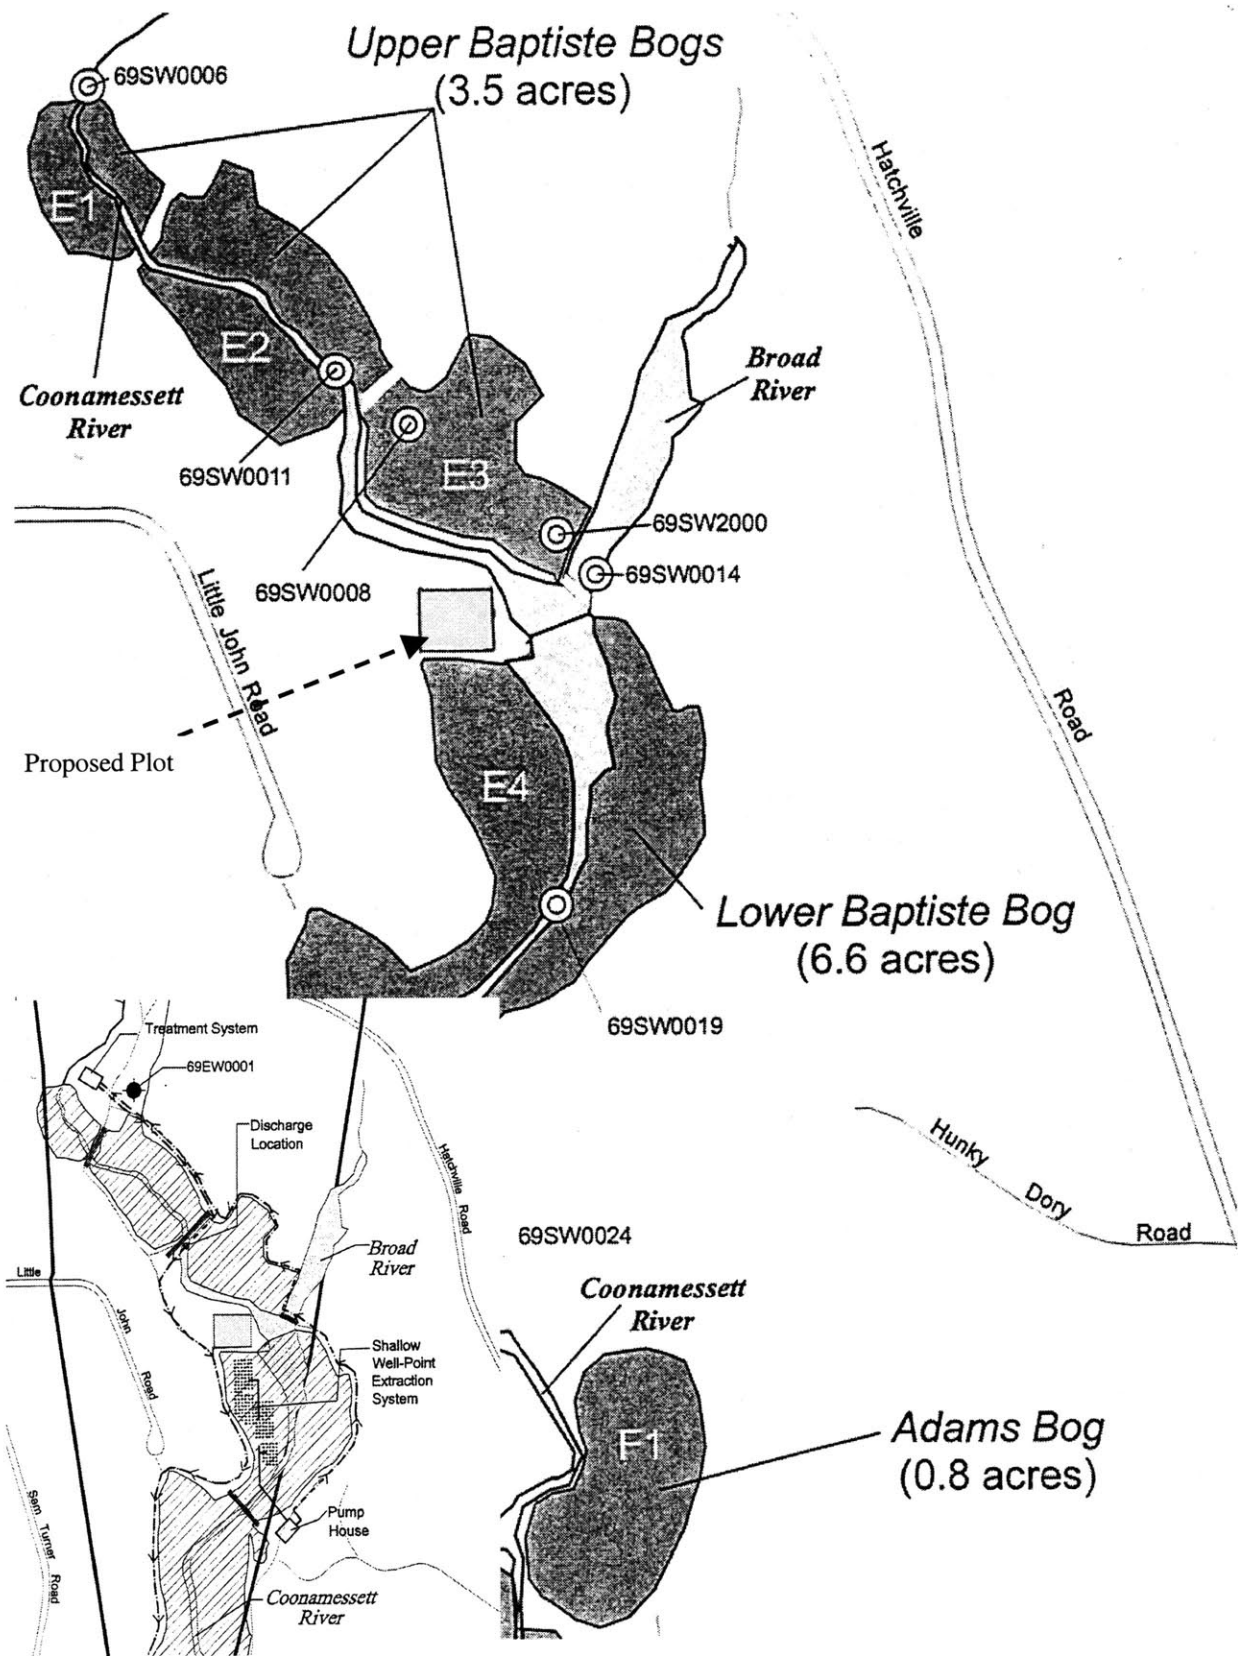 Upper Baptiste Bogs
(3.5 acres)
69SW0006
Hatchville
E1
E2
Coonamessett
River
Broad
River
69SW0011
E3
69SW2000
69SW0014
69SW0008
Little John Road
Proposed Plot
Road
E4
Lower Baptiste Bog
(6.6 acres)
69SW0019
Treatment System
69EW0001
Discharge
Location
Hatchville
Road
Broad
River
Little
John
Road
Shallow
Well-Point
Extraction
System
Sam Turner Road
Pump
House
Coonamessett
River
Hunky
Dory
Road
69SW0024
Coonamessett
River
F1
Adams Bog
(0.8 acres)